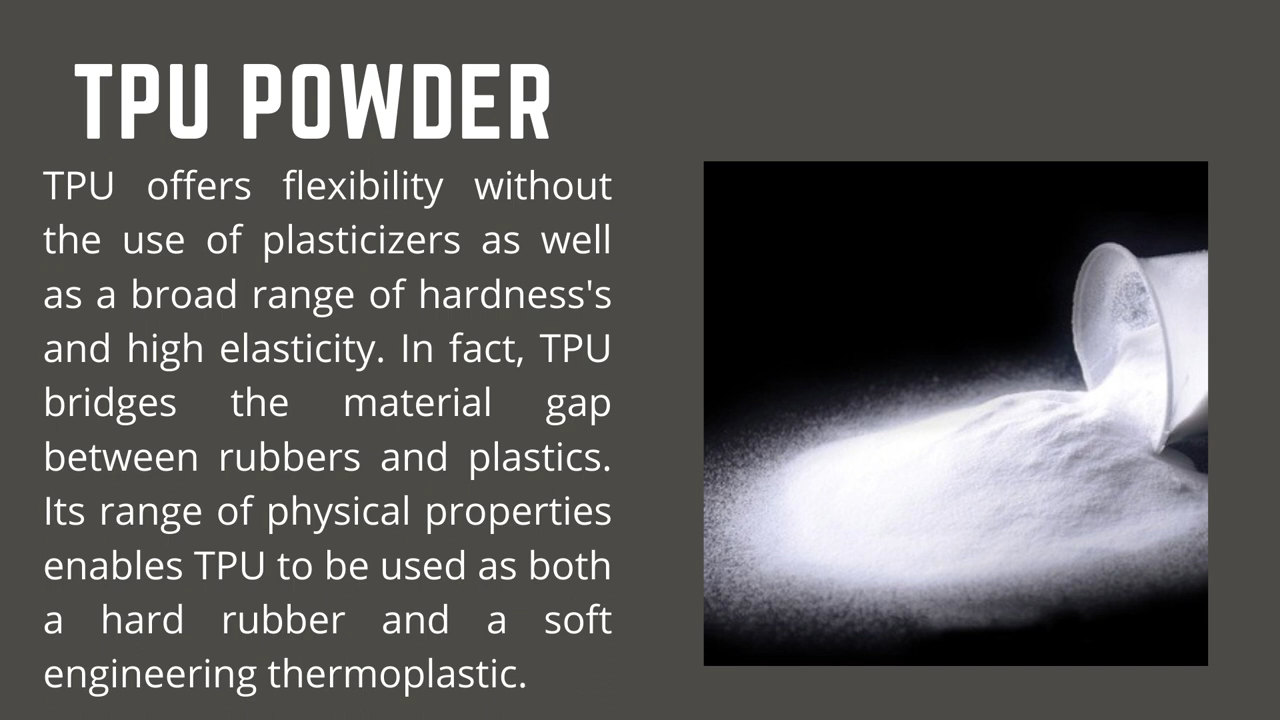 TPU POWDER
TPU offers flexibility without
the use of plasticizers as well
as a broad range of hardness's
and high elasticity. In fact, TPU
bridges the material gap
between rubbers and plastics.
Its range of physical properties
enables TPU to be used as both
a hard rubber and a soft
engineering thermoplastic.